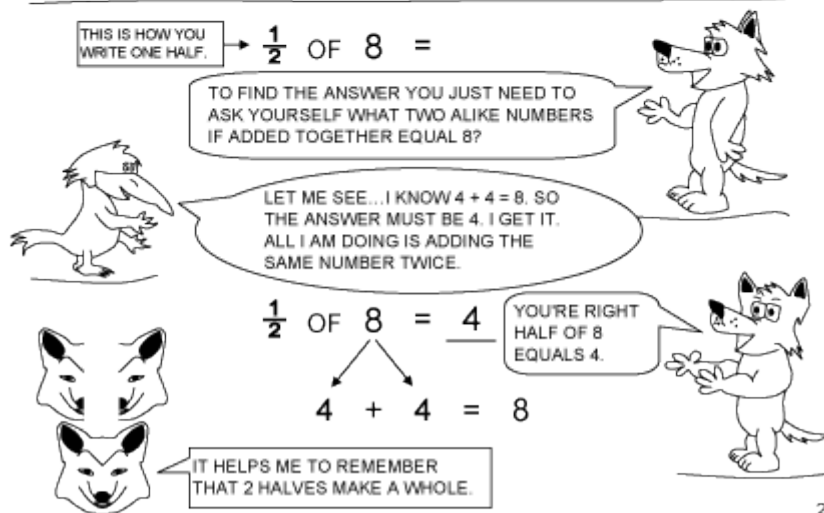 THIS IS HOW YOU
WRITE ONE HALF.
1/2 OF 8 =
TO FIND THE ANSWER YOU JUST NEED TO
ASK YOURSELF WHAT TWO ALIKE NUMBERS
IF ADDED TOGETHER EQUAL 8?
LET ME SEE...I KNOW 4 + 4 = 8. SO
THE ANSWER MUST BE 4. I GET IT.
ALL I AM DOING IS ADDING THE
SAME NUMBER TWICE.
1/2 OF 8 = 4
YOU'RE RIGHT
HALF OF 8
EQUALS 4.
4 + 4 = 8
IT HELPS ME TO REMEMBER
THAT 2 HALVES MAKE A WHOLE.
2